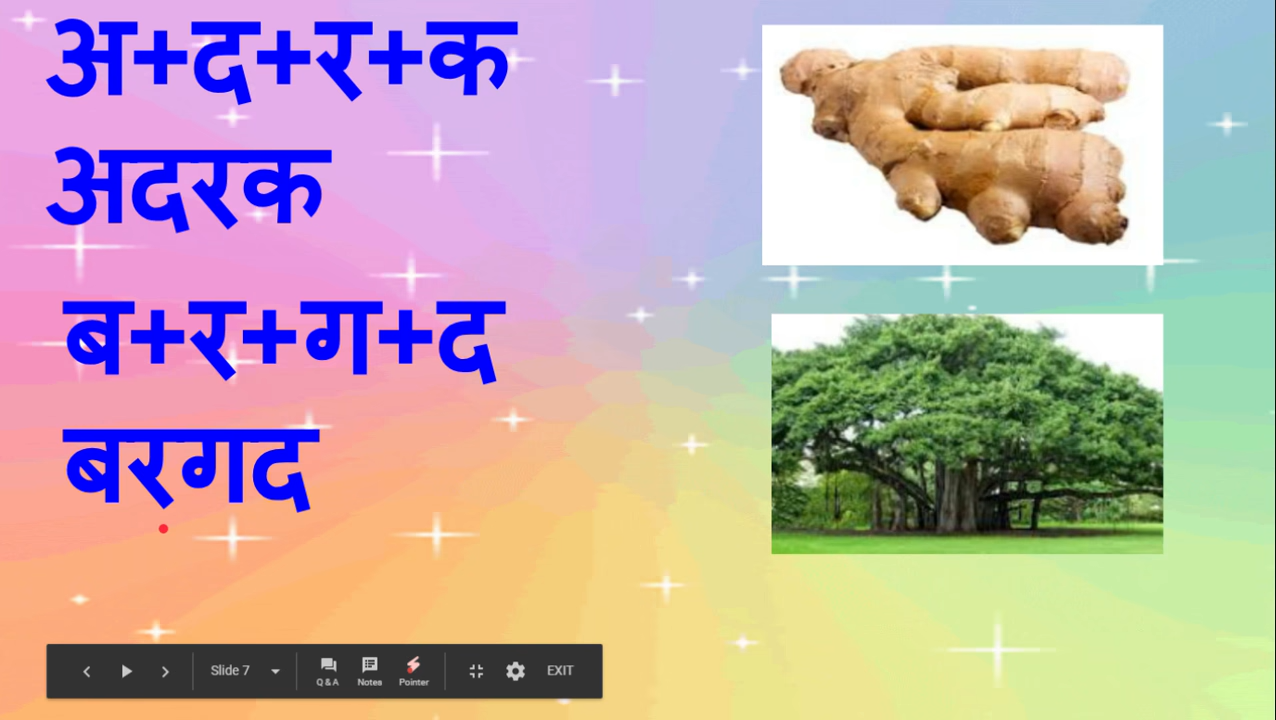 अ+द+र+क
अदरक
ब+र+ग+द
बरगद
Slide 7
Q & A
Notes
Pointer
EXIT